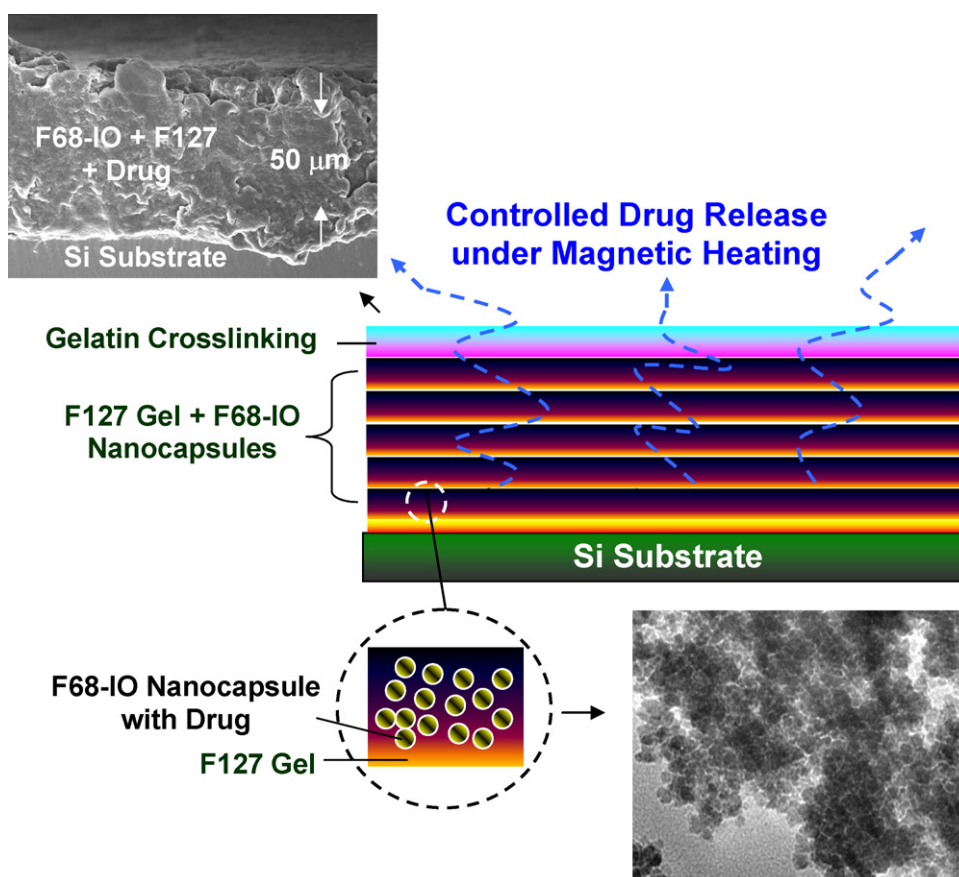 F68-IO + F127
+ Drug
50 μm
Si Substrate
Controlled Drug Release
under Magnetic Heating
Gelatin Crosslinking
F127 Gel + F68-IO
Nanocapsules
Si Substrate
F68-IO Nanocapsule
with Drug
F127 Gel